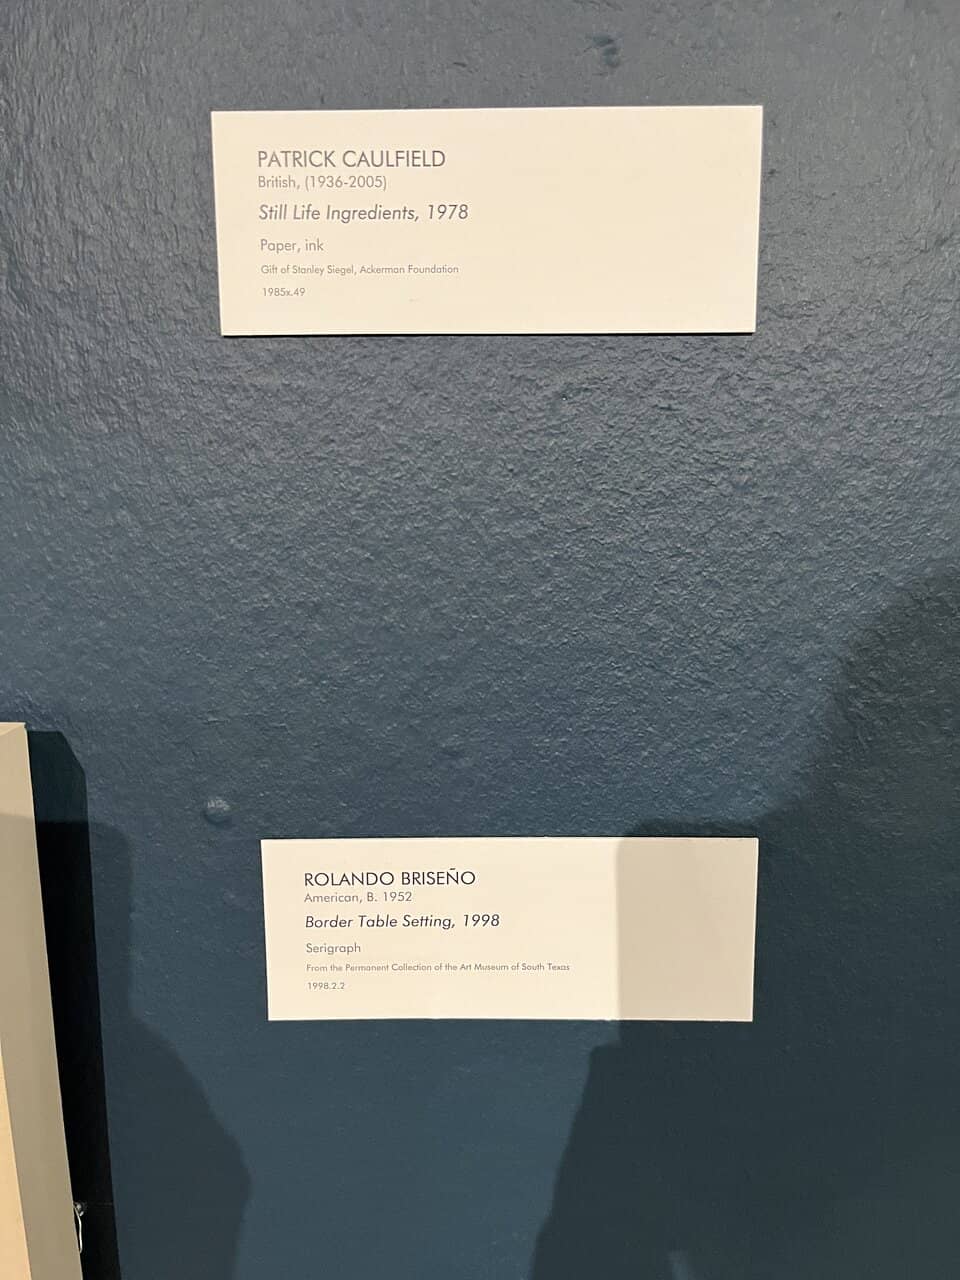 PATRICK CAULFIELD
British, (1936-2005)
Still Life Ingredients, 1978
Paper, ink
Gift of Stanley Siegel, Ackerman Foundation
1985x.49
ROLANDO BRISEÑO
American, B. 1952
Border Table Setting, 1998
Serigraph
From the Permanent Collection of the Art Museum of South Texas
1998.2.2